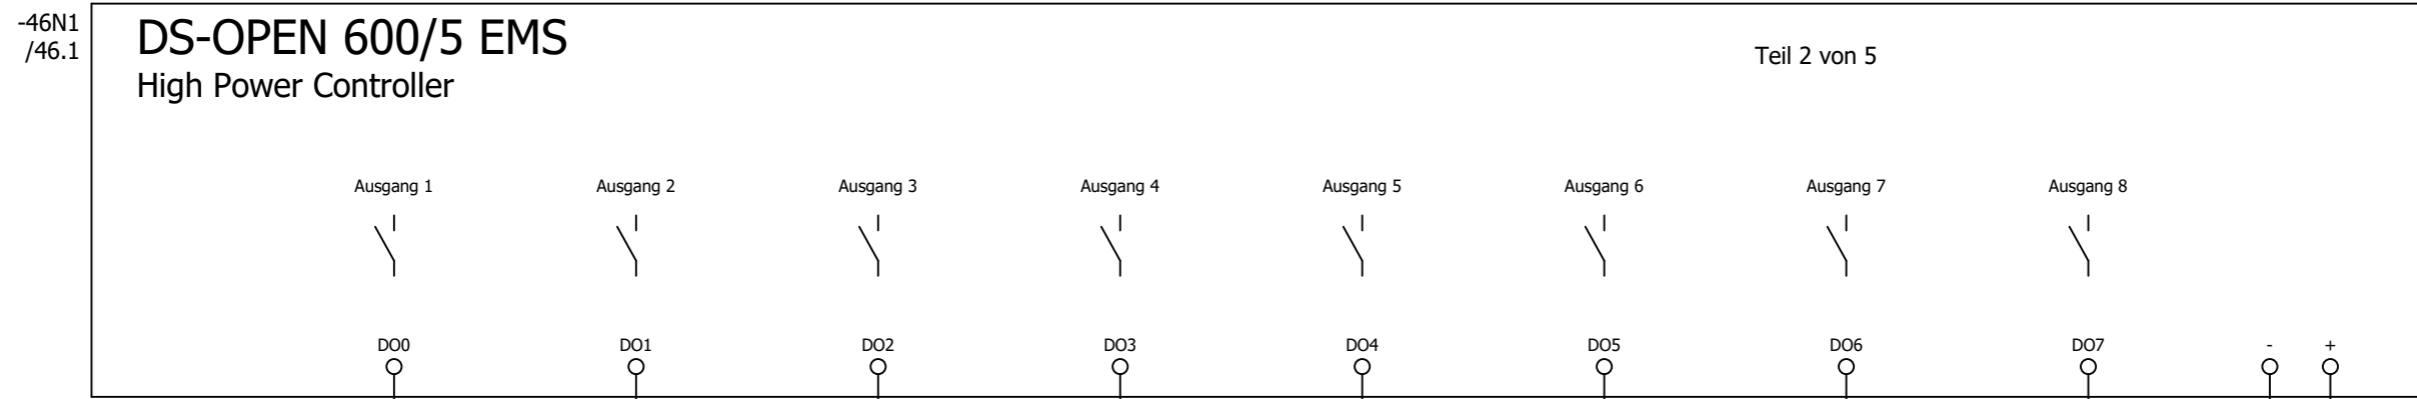 -46N1
/46.1
DS-OPEN 600/5 EMS
High Power Controller
Teil 2 von 5
Ausgang 1 Ausgang 2 Ausgang 3 Ausgang 4 Ausgang 5 Ausgang 6 Ausgang 7 Ausgang 8
DO0 DO1 DO2 DO3 DO4 DO5 DO6 DO7 - +